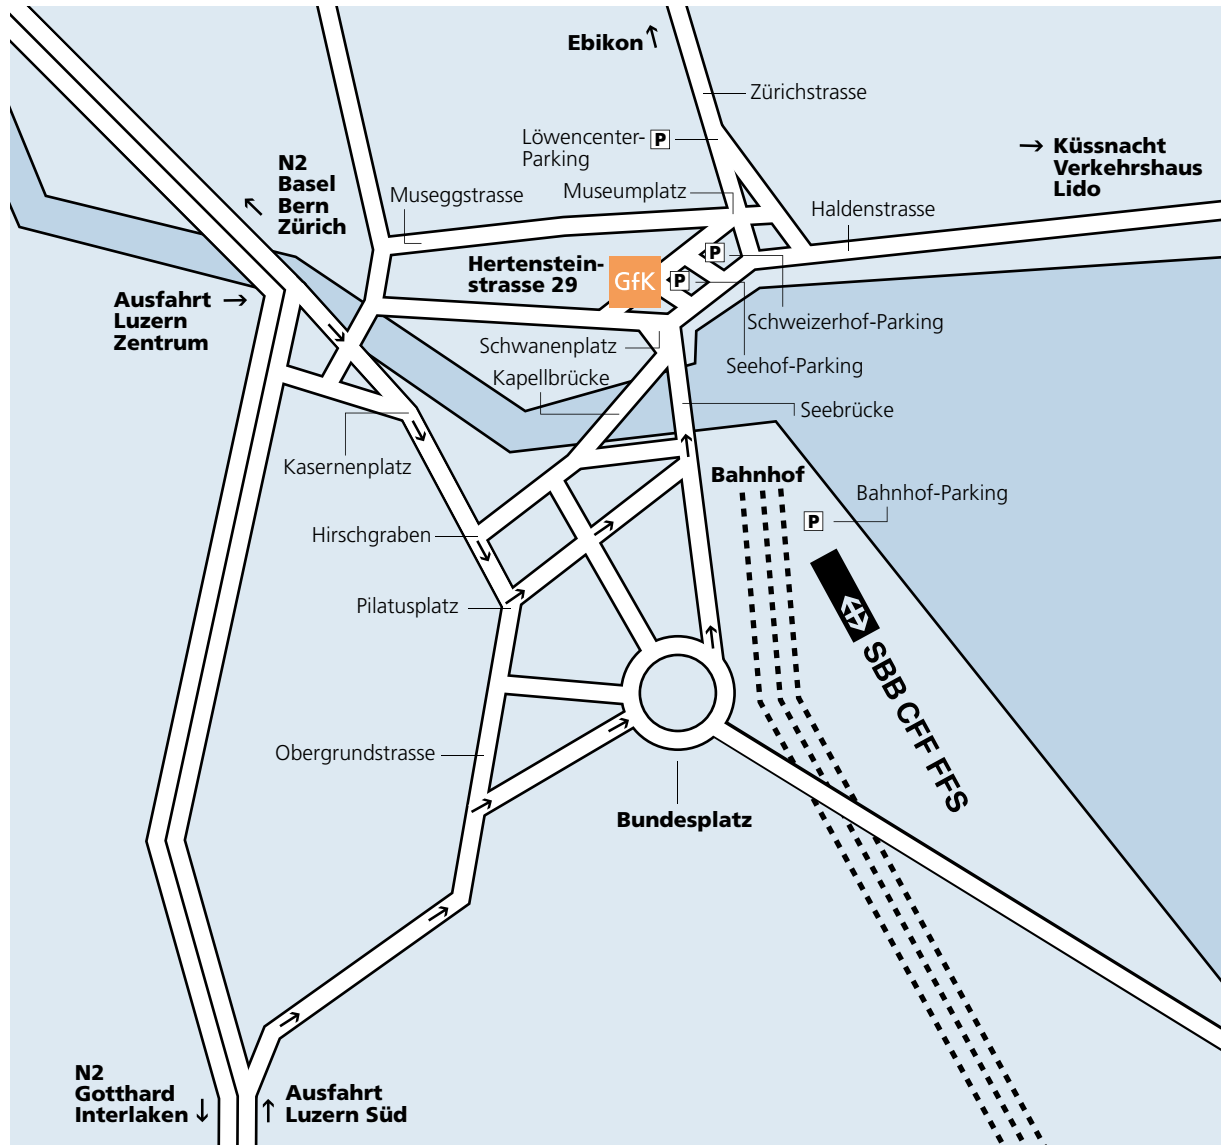 Ebikon
Zürichstrasse
Löwencenter-
Parking
P
Küssnacht
Verkehrshaus
Lido
N2
Basel
Bern
Zürich
Museggstrasse
Museumplatz
Haldenstrasse
Hertenstein-
strasse 29
GfK
P
P
Ausfahrt
Luzern
Zentrum
Schweizerhof-Parking
Schwanenplatz
Seehof-Parking
Kapellbrücke
Seebrücke
Kasernenplatz
Bahnhof
Bahnhof-Parking
P
Hirschgraben
Pilatusplatz
SBB CFF FFS
Obergrundstrasse
Bundesplatz
N2
Gotthard
Interlaken
Ausfahrt
Luzern Süd